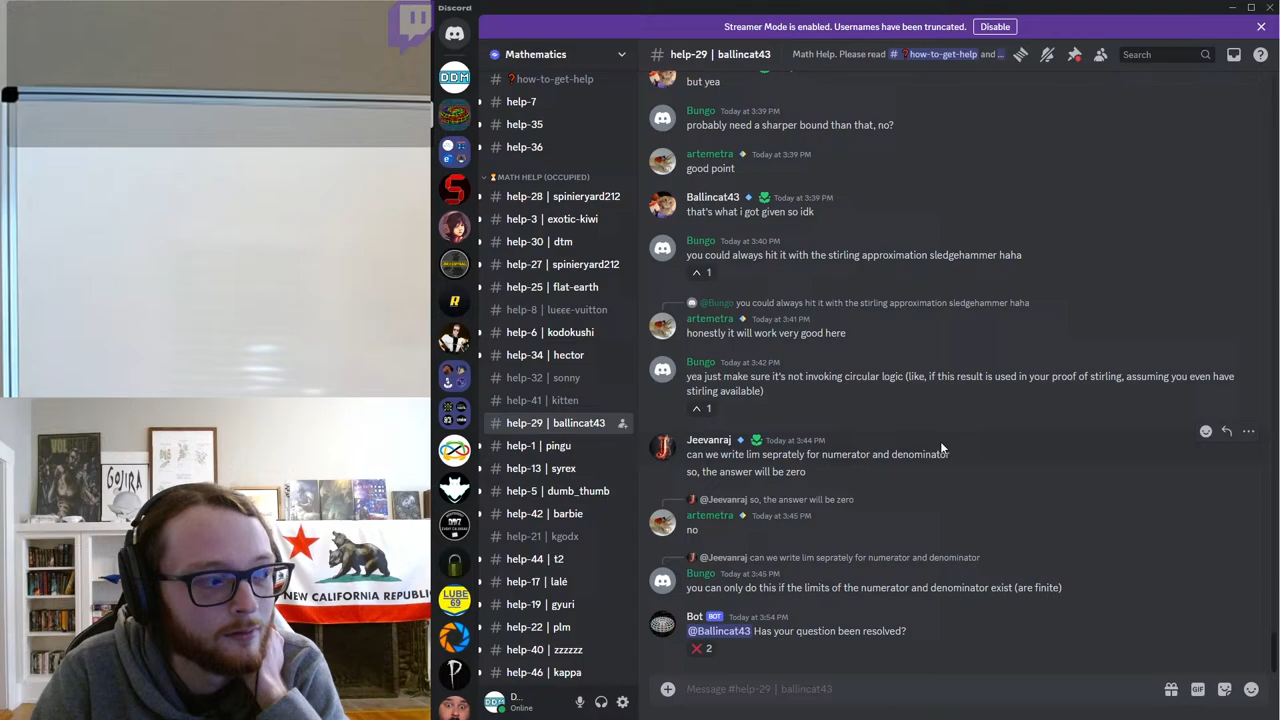 Discord
Streamer Mode is enabled. Usernames have been truncated.
Disable
Mathematics
❓how-to-get-help
help-7
help-35
help-36
MATH HELP (OCCUPIED)
help-28 | spinieryard212
help-3 | exotic-kiwi
help-30 | dtm
help-27 | spinieryard212
help-25 | flat-earth
help-8 | luεεε-vuitton
help-6 | kodokushi
help-34 | hector
help-32 | sonny
help-41 | kitten
help-29 | ballincat43
help-1 | pingu
help-13 | syrex
help-5 | dumb_thumb
help-42 | barbie
help-21 | kgodx
help-44 | t2
help-17 | lalé
help-19 | gyuri
help-22 | plm
help-40 | zzzzzz
help-46 | kappa
D...
Online
# help-29 | ballincat43
Math Help. Please read # ❓how-to-get-help and ...
Search
but yea
Bungo Today at 3:39 PM
probably need a sharper bound than that, no?
artemetra Today at 3:39 PM
good point
Ballincat43 Today at 3:39 PM
that's what i got given so idk
Bungo Today at 3:40 PM
you could always hit it with the stirling approximation sledgehammer haha
1
@Bungo you could always hit it with the stirling approximation sledgehammer haha
artemetra Today at 3:41 PM
honestly it will work very good here
Bungo Today at 3:42 PM
yea just make sure it's not invoking circular logic (like, if this result is used in your proof of stirling, assuming you even have
stirling available)
1
Jeevanraj Today at 3:44 PM
can we write lim seprately for numerator and denominator
so, the answer will be zero
@Jeevanraj so, the answer will be zero
artemetra Today at 3:45 PM
no
@Jeevanraj can we write lim seprately for numerator and denominator
Bungo Today at 3:45 PM
you can only do this if the limits of the numerator and denominator exist (are finite)
Bot BOT Today at 3:54 PM
@Ballincat43 Has your question been resolved?
❌ 2
Message #help-29 | ballincat43
GIF
DDM
S
R
LUBE
69
P
DDM
GOJIRA
NEW CALIFORNIA REPUBLIC